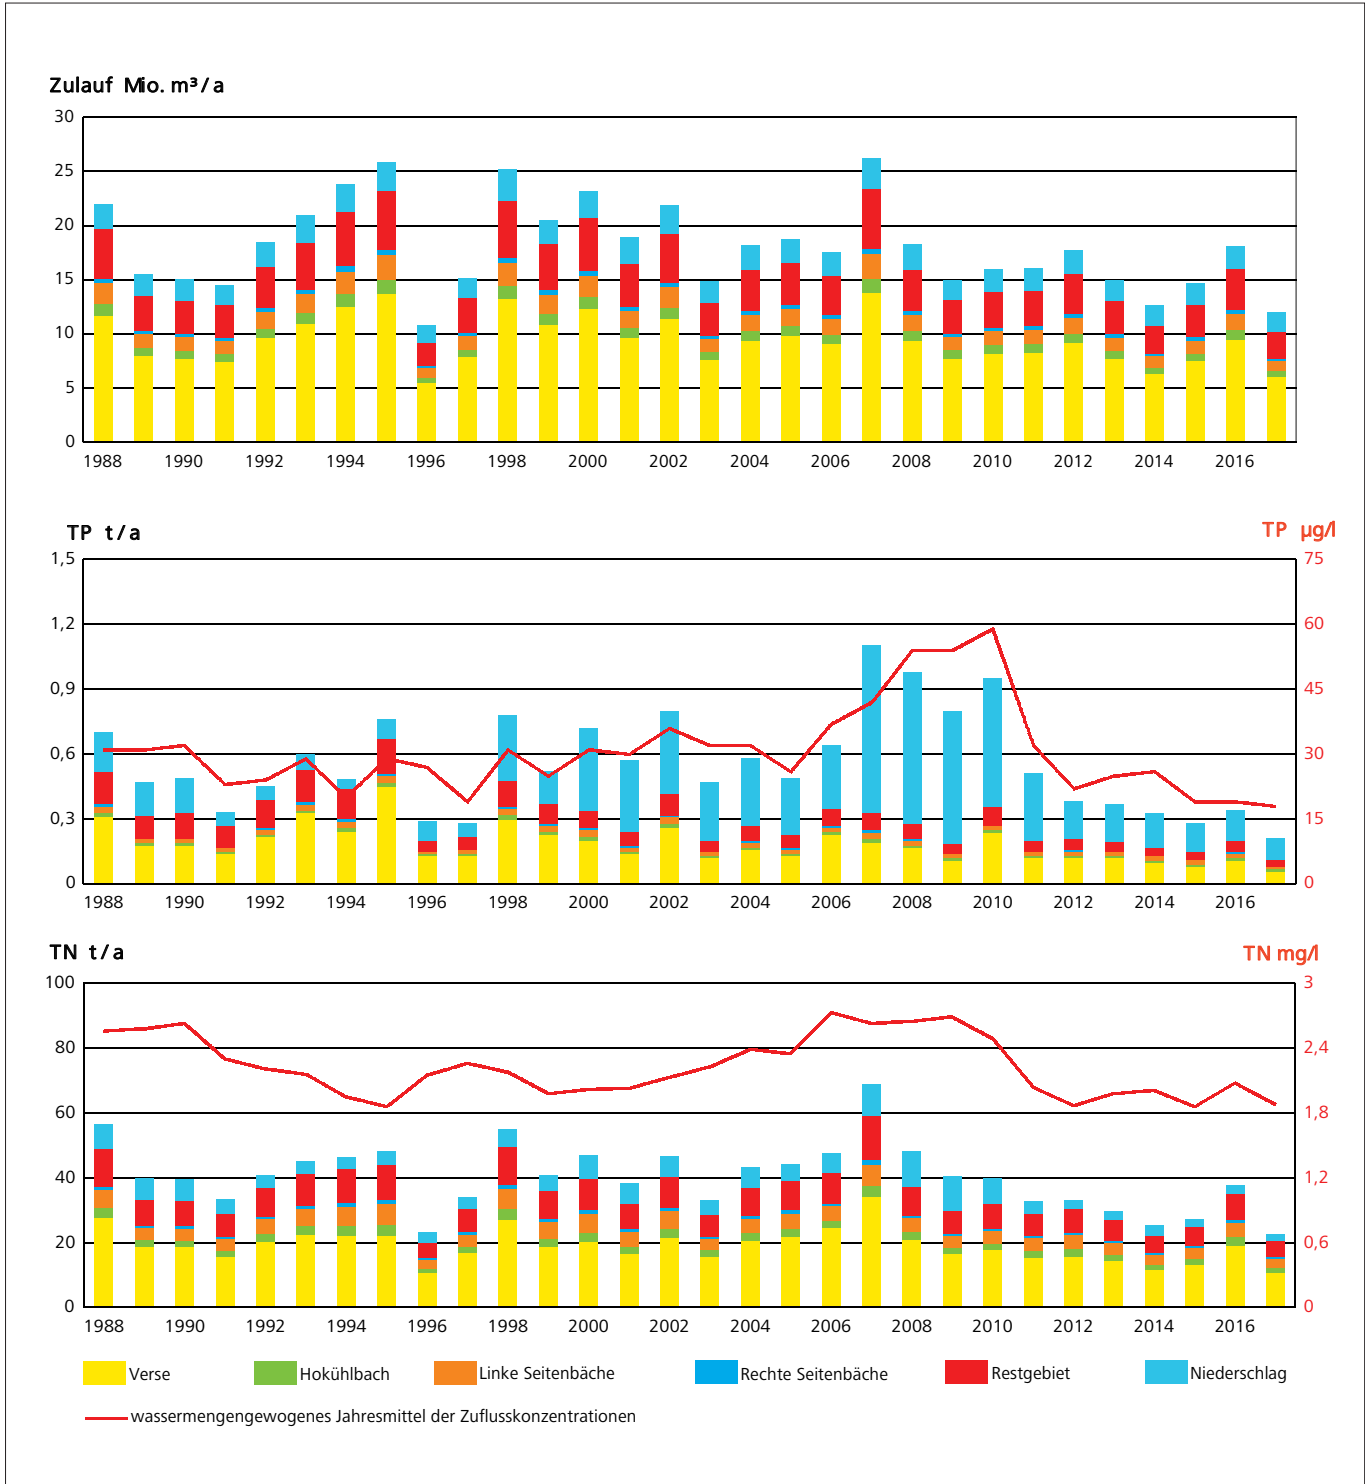 Zulauf Mio. m³/a
30
25
20
15
10
5
0
1988 1990 1992 1994 1996 1998 2000 2002 2004 2006 2008 2010 2012 2014 2016
TP t/a TP µg/l
1,5 75
1,2 60
0,9 45
0,6 30
0,3 15
0 0
1988 1990 1992 1994 1996 1998 2000 2002 2004 2006 2008 2010 2012 2014 2016
TN t/a TN mg/l
100 3
80 2,4
60 1,8
40 1,2
20 0,6
0 0
1988 1990 1992 1994 1996 1998 2000 2002 2004 2006 2008 2010 2012 2014 2016
Verse Hokühlbach Linke Seitenbäche Rechte Seitenbäche Restgebiet Niederschlag
wassermengengewogenes Jahresmittel der Zuflusskonzentrationen